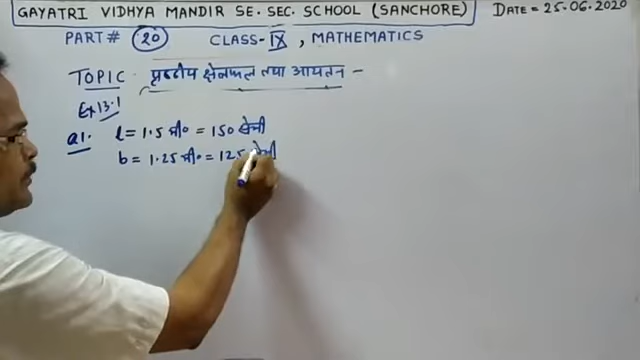 GAYATRI VIDHYA MANDIR SE. SEC. SCHOOL (SANCHORE) DATE = 25.06.2020
PART # 20 CLASS-IX, MATHEMATICS
TOPIC - पृष्ठीय क्षेत्रफल तथा आयतन -
Ex 13.1
Q1. l = 1.5 मी० = 150 सेमी
b = 1.25 मी० = 125 सेमी